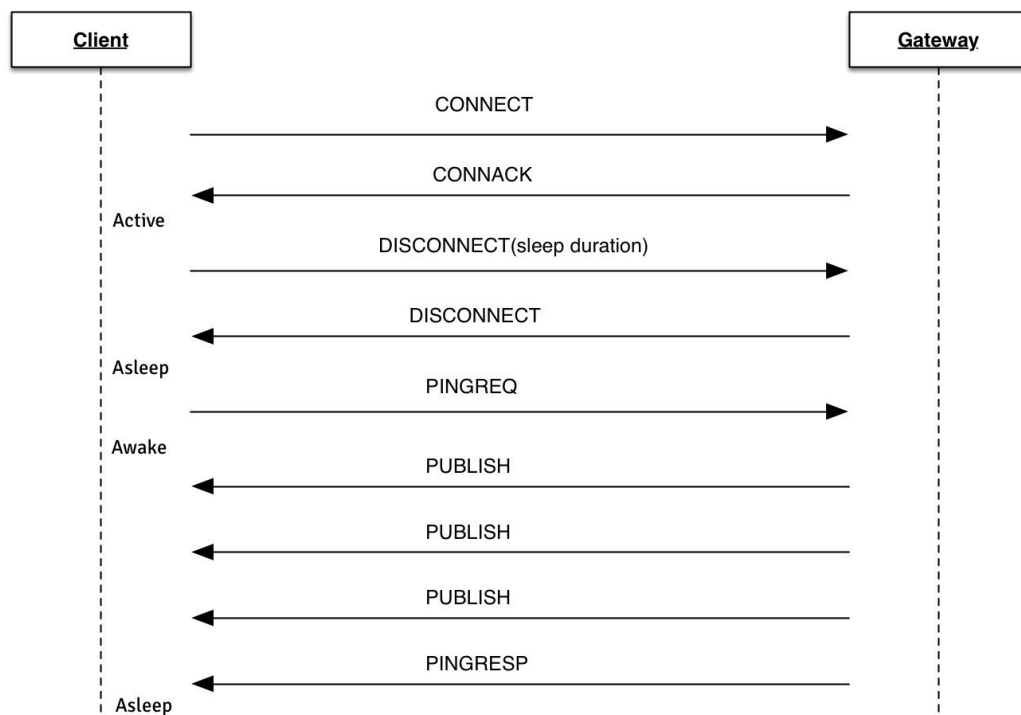 Client
Gateway
CONNECT
CONNACK
Active
DISCONNECT(sleep duration)
DISCONNECT
Asleep
PINGREQ
Awake
PUBLISH
PUBLISH
PUBLISH
PINGRESP
Asleep